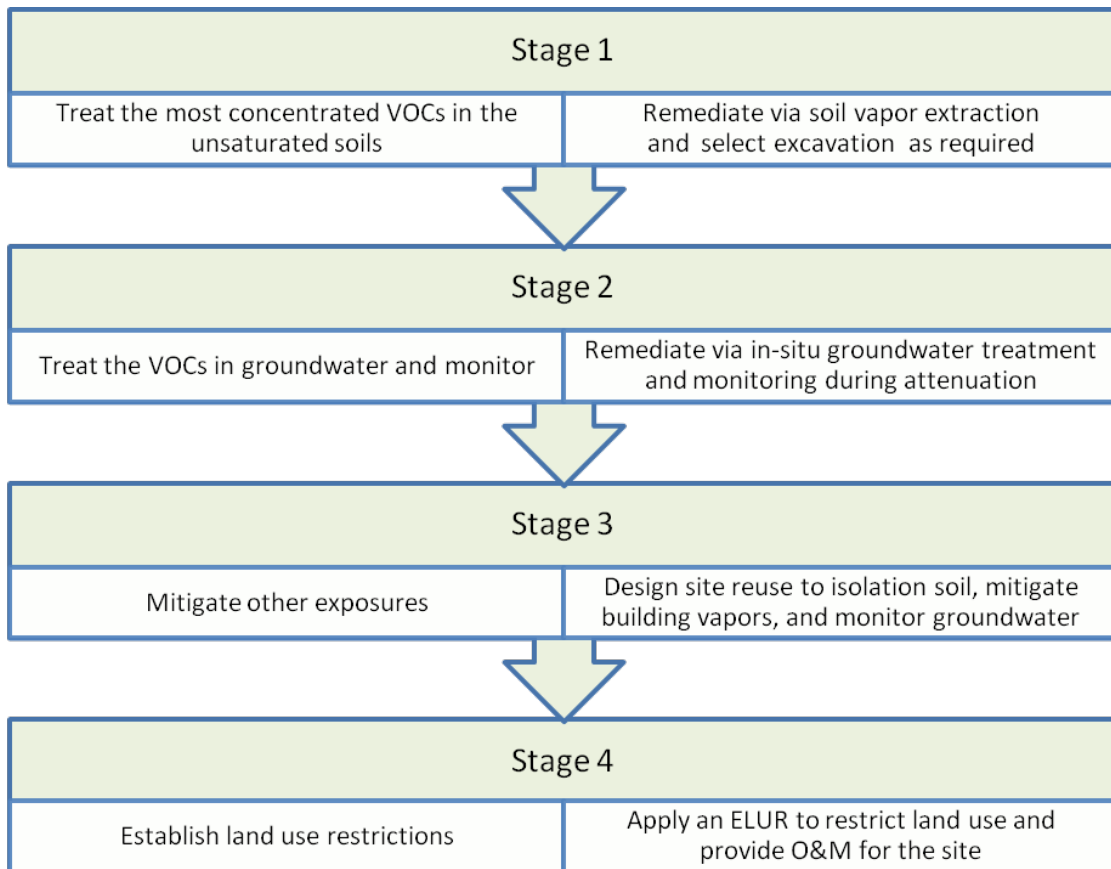 Stage 1
Treat the most concentrated VOCs in the
unsaturated soils
Remediate via soil vapor extraction
and select excavation as required
Stage 2
Treat the VOCs in groundwater and monitor
Remediate via in-situ groundwater treatment
and monitoring during attenuation
Stage 3
Mitigate other exposures
Design site reuse to isolation soil, mitigate
building vapors, and monitor groundwater
Stage 4
Establish land use restrictions
Apply an ELUR to restrict land use and
provide O&M for the site